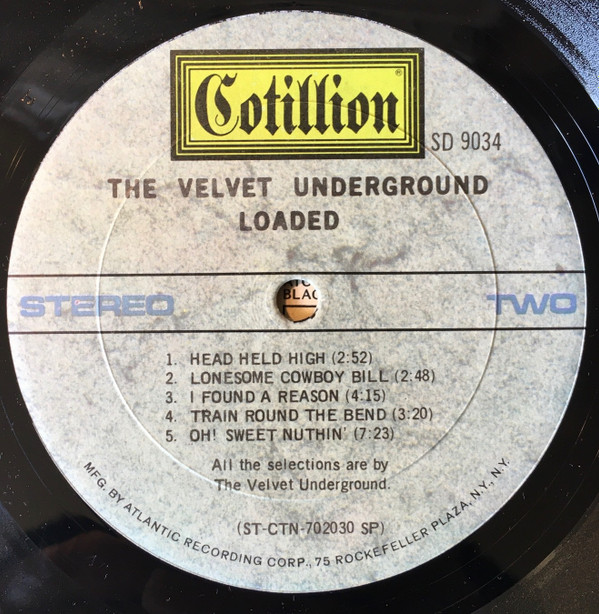 Cotillion®
SD 9034
THE VELVET UNDERGROUND
LOADED
STEREO
TWO
BLAC
1. HEAD HELD HIGH (2:52)
2. LONESOME COWBOY BILL (2:48)
3. I FOUND A REASON (4:15)
4. TRAIN ROUND THE BEND (3:20)
5. OH! SWEET NUTHIN' (7:23)
All the selections are by
The Velvet Underground.
(ST-CTN-702030 SP)
MFG. BY ATLANTIC RECORDING CORP., 75 ROCKEFELLER PLAZA, N.Y., N.Y.